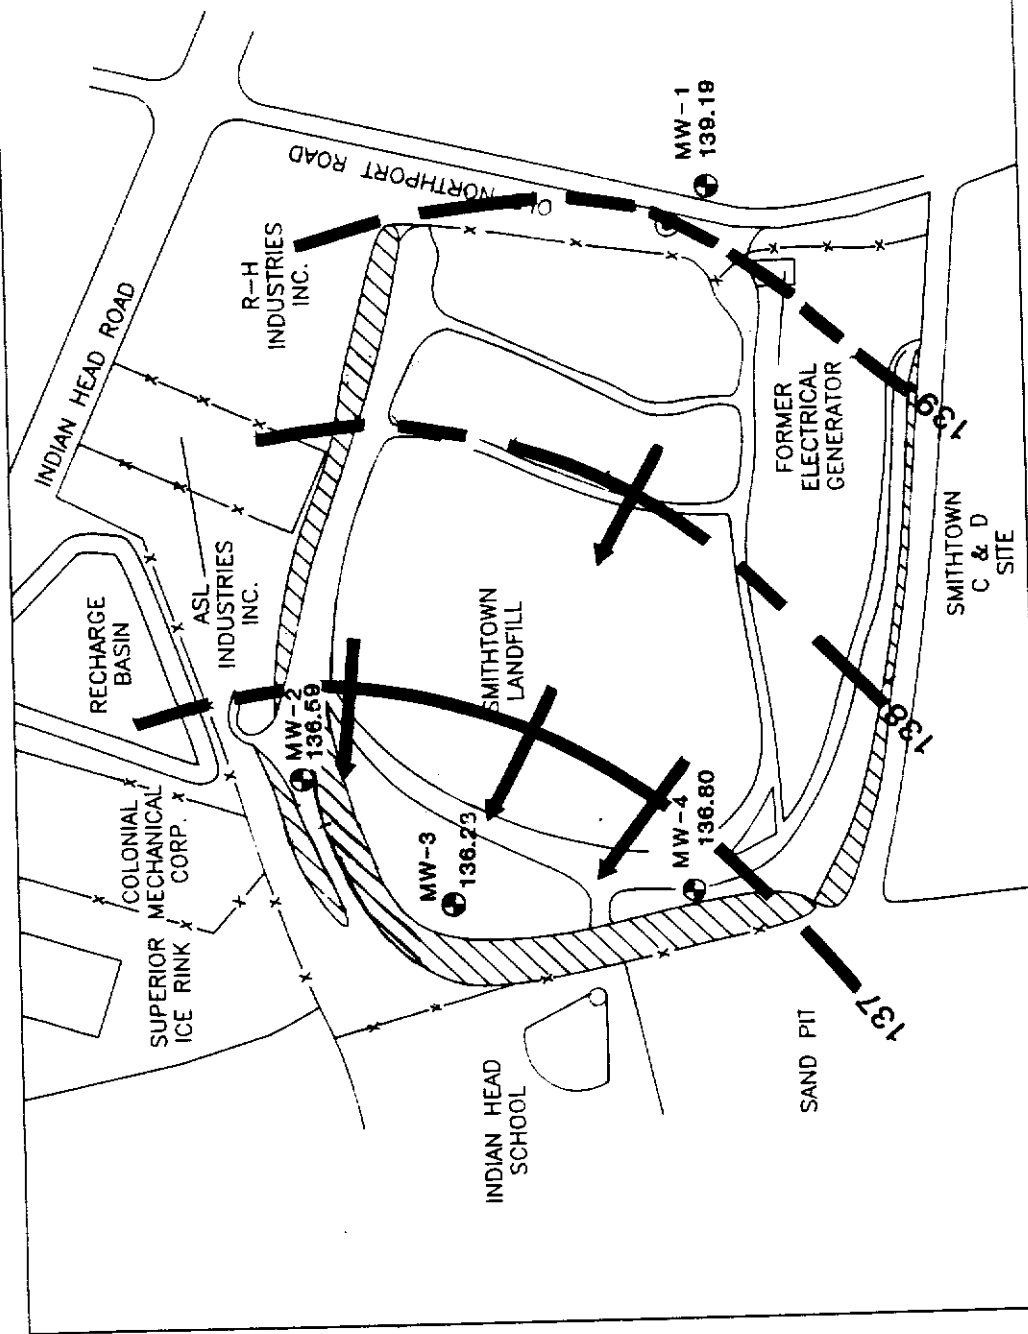 INDIAN HEAD ROAD
OLD NORTHPORT ROAD
R-H
INDUSTRIES
INC.
MW-1
139.19
RECHARGE
BASIN
ASL
INDUSTRIES
INC.
COLONIAL
MECHANICAL
CORP.
SUPERIOR
ICE RINK
MW-2
136.59
SMITHTOWN
LANDFILL
MW-3
136.23
MW-4
136.80
FORMER
ELECTRICAL
GENERATOR
INDIAN HEAD
SCHOOL
SAND PIT
SMITHTOWN
C & D
SITE
137
138
139